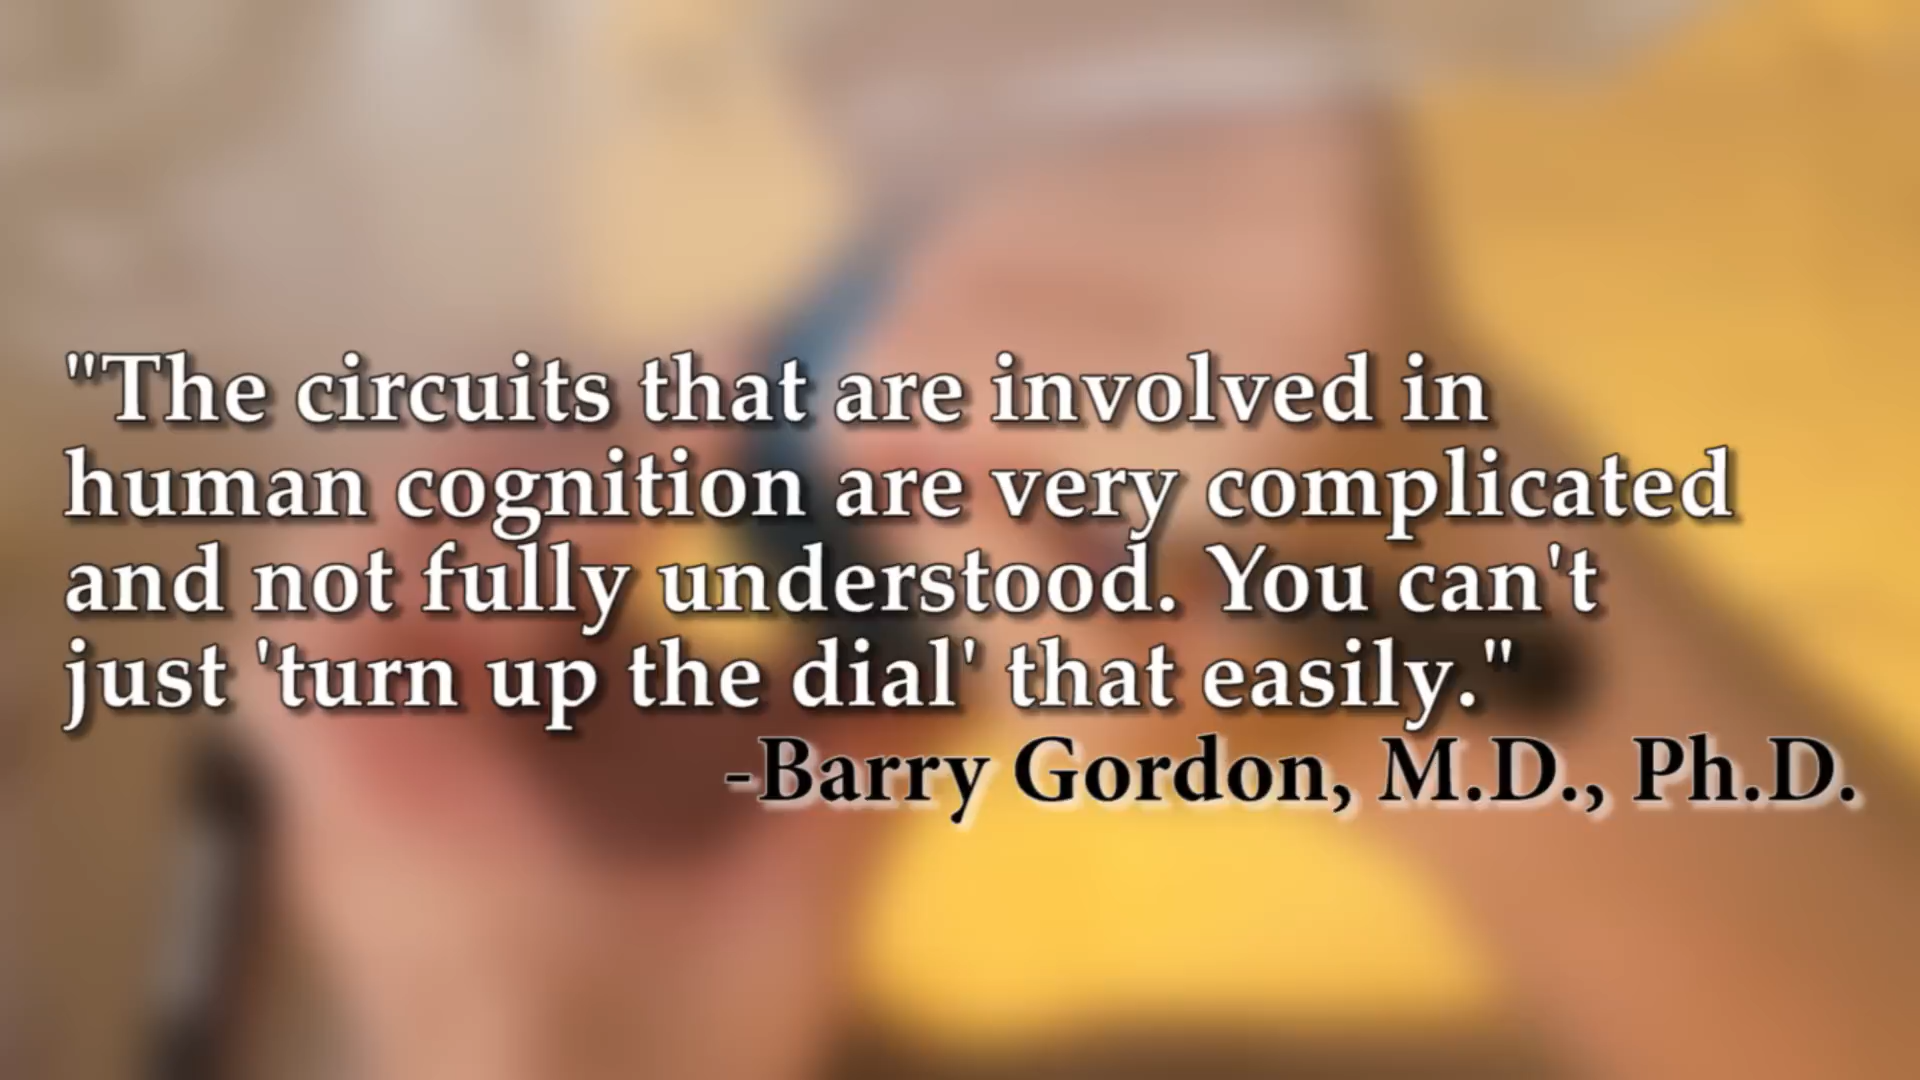 "The circuits that are involved in
human cognition are very complicated
and not fully understood. You can't
just 'turn up the dial' that easily."
-Barry Gordon, M.D., Ph.D.